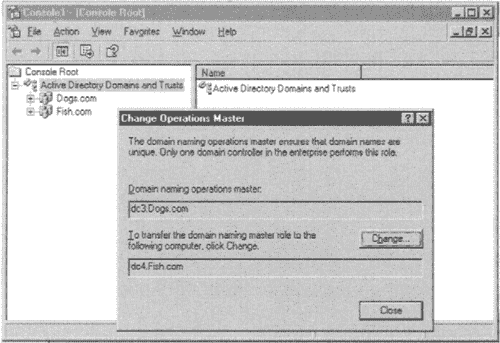 Console1 - [Console Root]
File Action View Favorites Window Help
Console Root
Active Directory Domains and Trusts
Dogs.com
Fish.com
Name
Active Directory Domains and Trusts
Change Operations Master
The domain naming operations master ensures that domain names are
unique. Only one domain controller in the enterprise performs this role.
Domain naming operations master:
dc3.Dogs.com
To transfer the domain naming master role to the
following computer, click Change.
Change...
dc4.Fish.com
Close